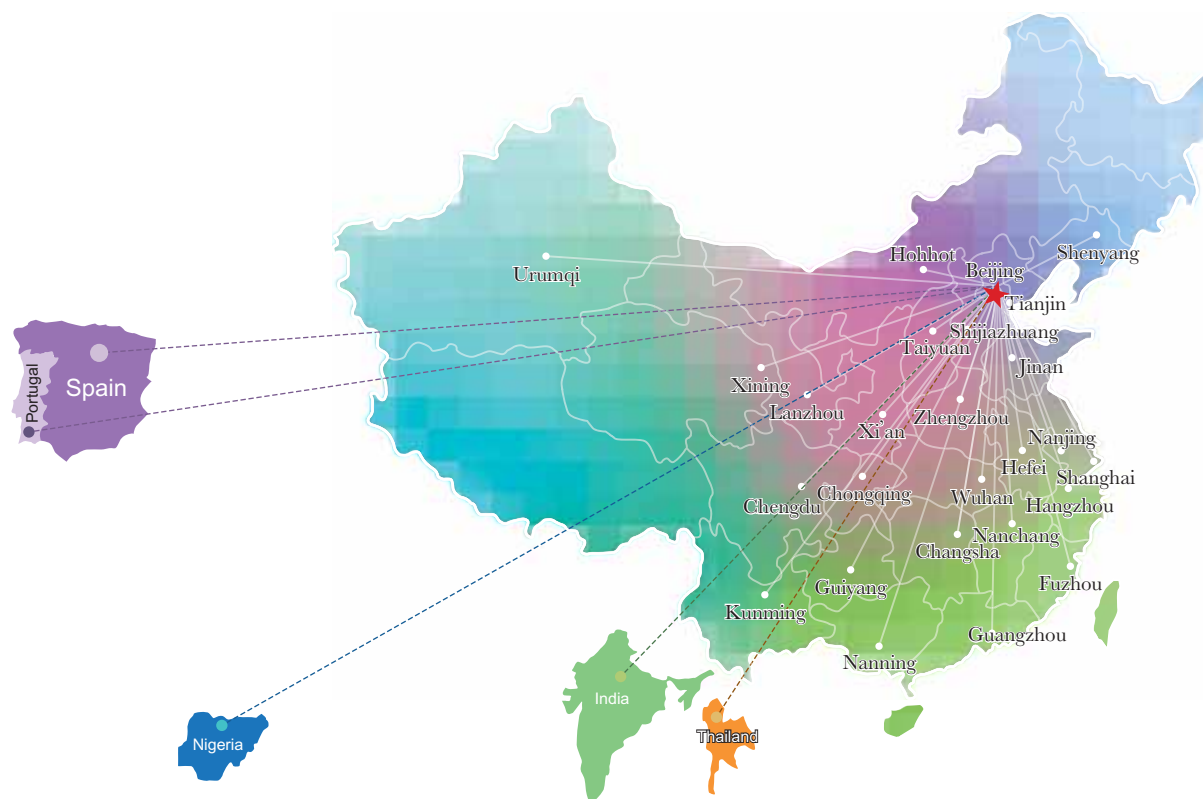 Shenyang
Hohhot
Beijing
Urumqi
Tianjin
Shijiazhuang
Taiyuan
Jinan
Portugal
Spain
Xining
Lanzhou
Zhengzhou
Xi'an
Nanjing
Hefei
Shanghai
Chengdu
Chongqing
Wuhan
Hangzhou
Nanchang
Changsha
Fuzhou
Guiyang
Kunming
Guangzhou
Nanning
India
Thailand
Nigeria